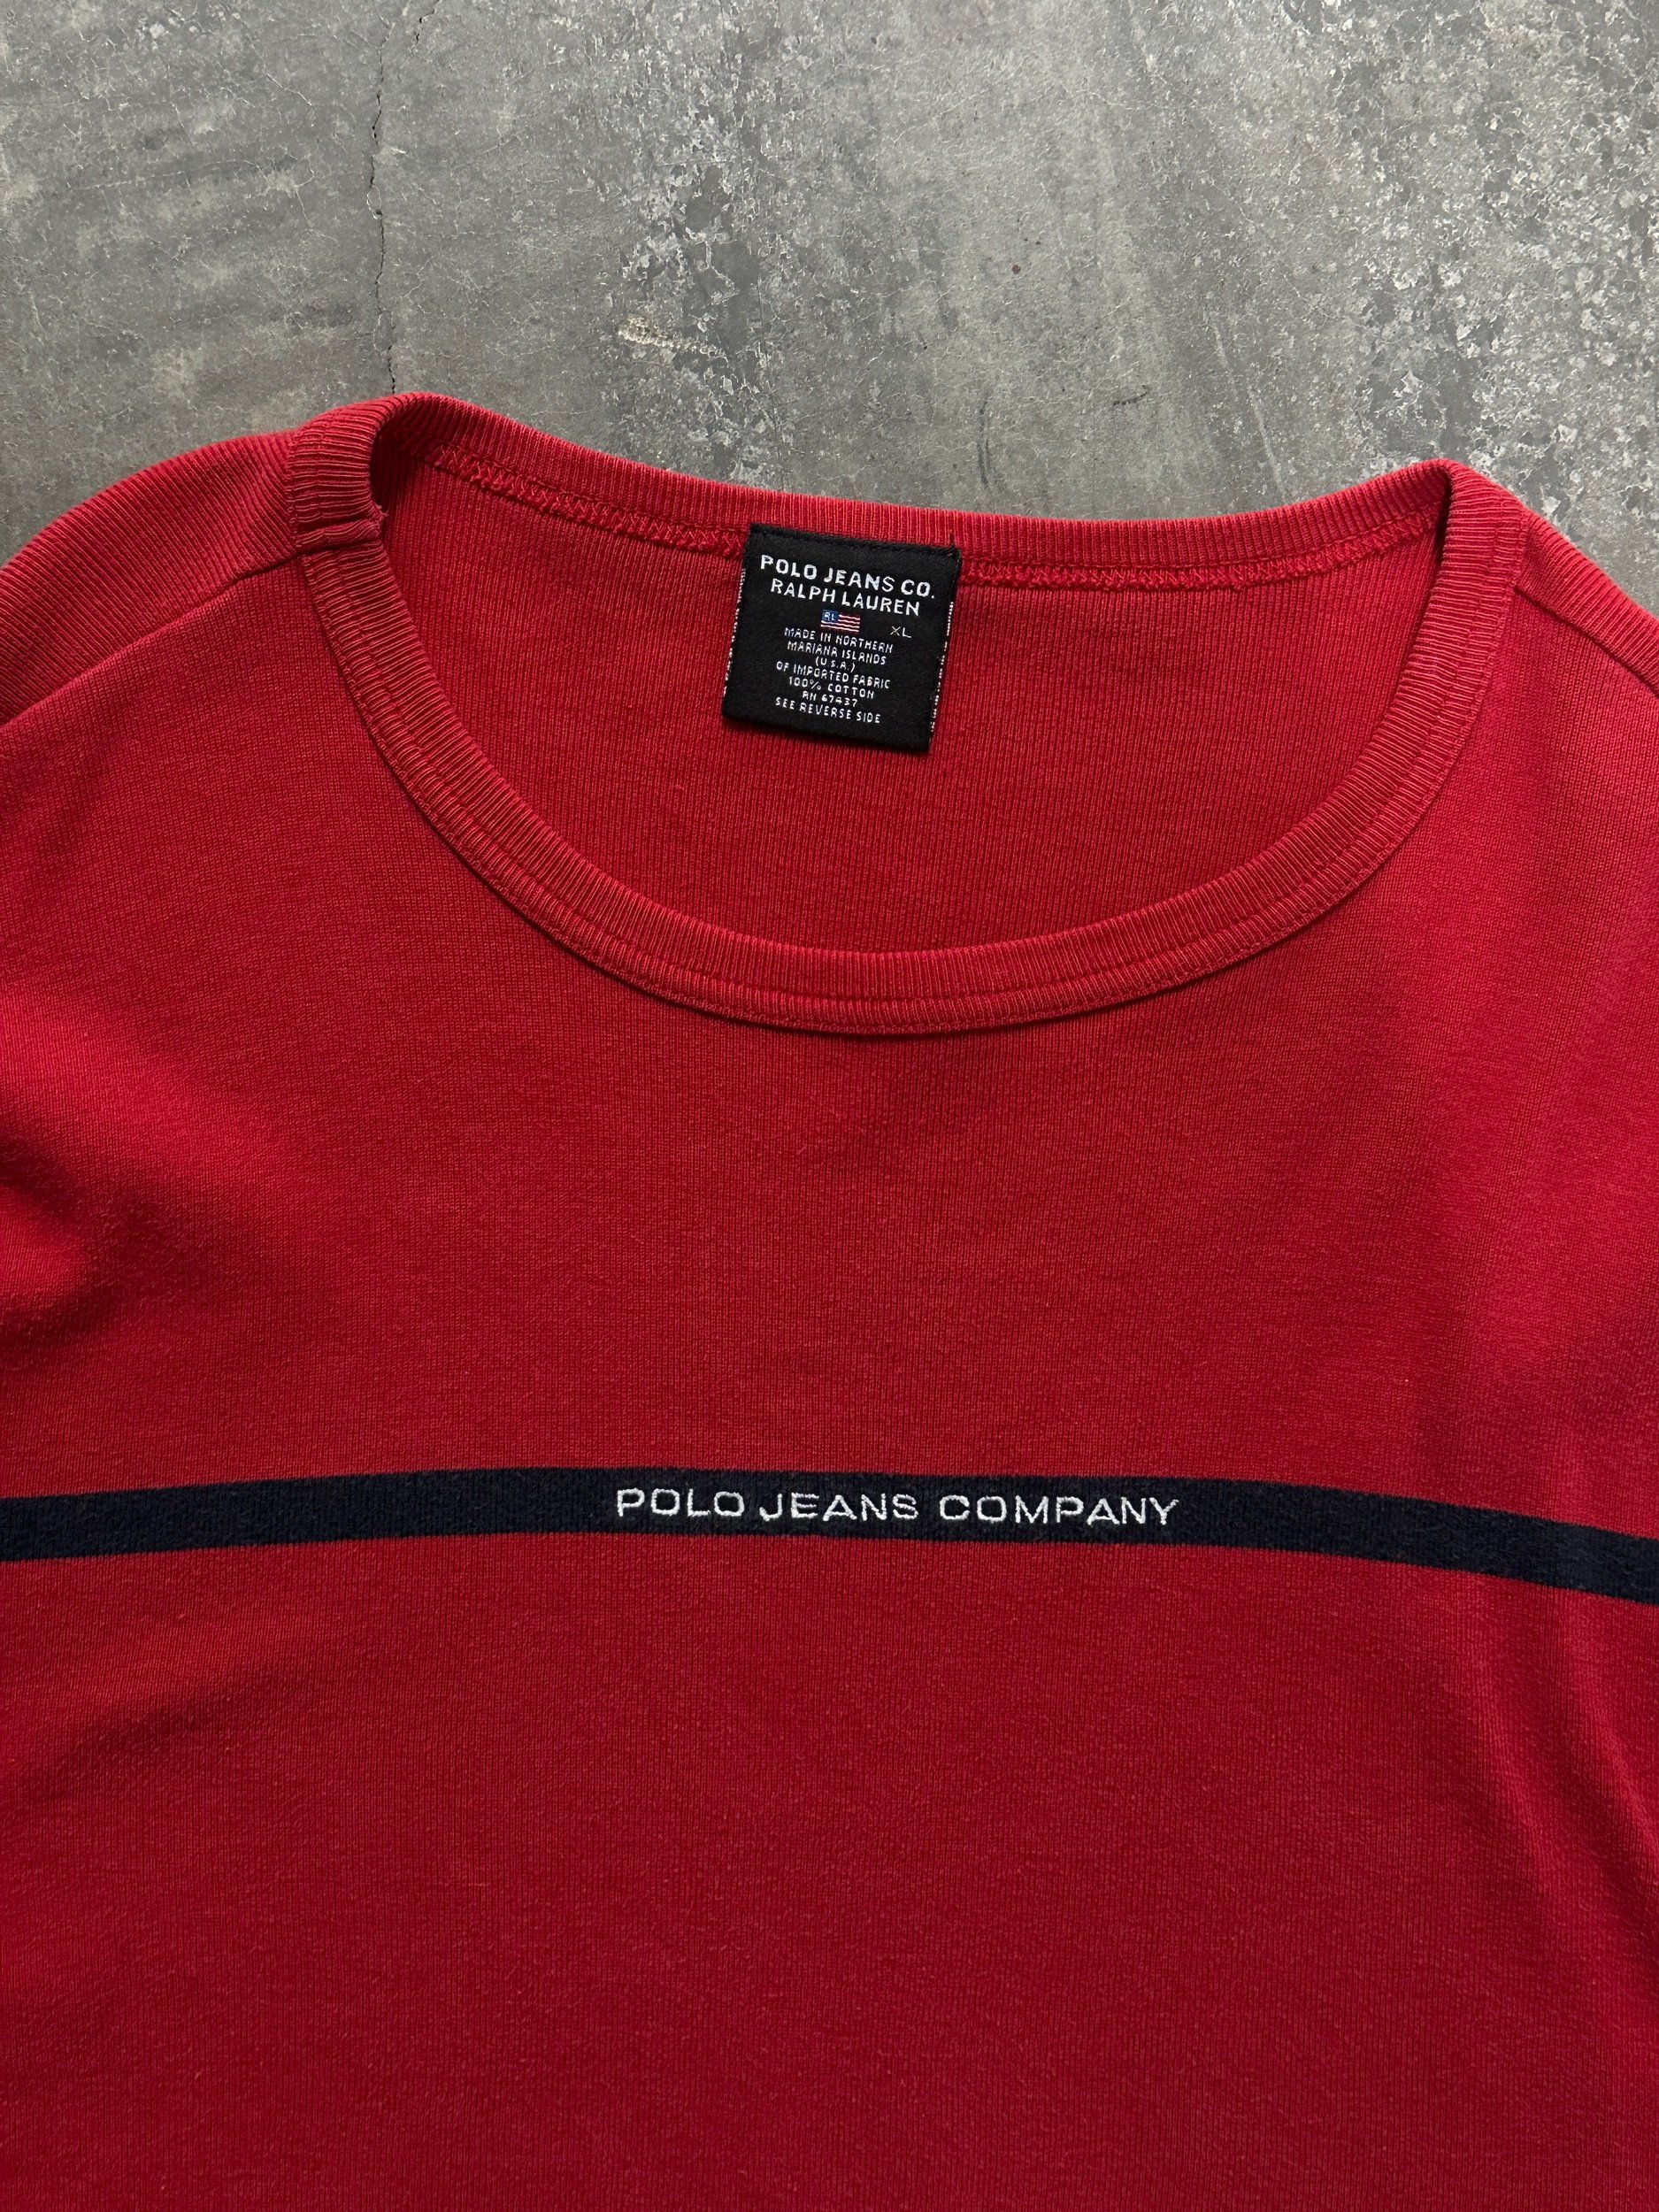 POLO JEANS CO.
RALPH LAUREN
RL
XL
MADE IN NORTHERN
MARIANA ISLANDS
(U.S.A.)
OF IMPORTED FABRIC
100% COTTON
RN 67437
SEE REVERSE SIDE
POLO JEANS COMPANY